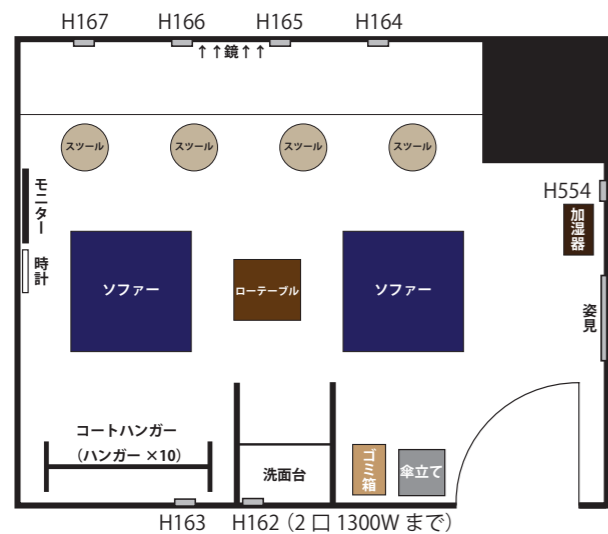 H167
H166
H165
H164
↑↑鏡↑↑
スツール
スツール
スツール
スツール
モニター
H554
加湿器
時計
ソファー
ローテーブル
ソファー
姿見
コートハンガー
(ハンガー ×10)
洗面台
ゴミ箱
傘立て
H163
H162 (2 口 1300W まで)